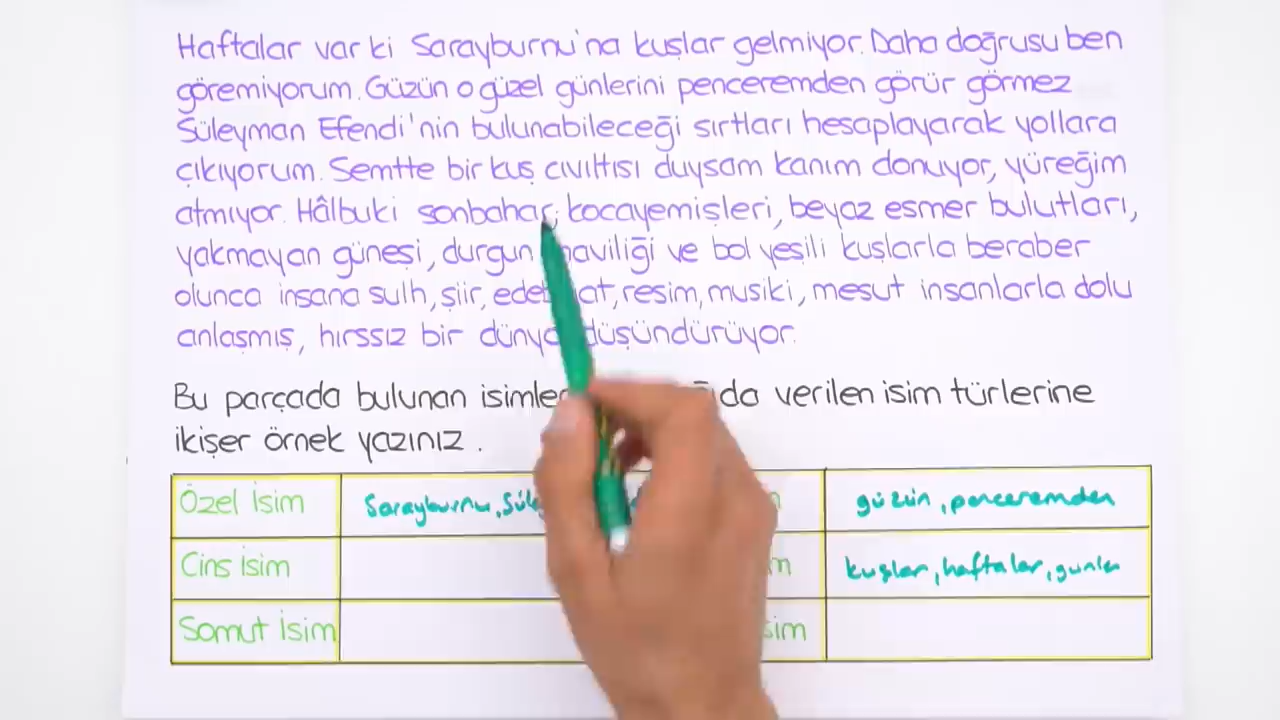 Haftalar var ki Sarayburnu'na kuşlar gelmiyor. Daha doğrusu ben
göremiyorum. Güzün o güzel günlerini penceremden görür görmez
Süleyman Efendi'nin bulunabileceği sırtları hesaplayarak yollara
çıkıyorum. Semtte bir kuş cıvıltısı duysam kanım donuyor, yüreğim
atmıyor. Hâlbuki sonbahar, kocayemişleri, beyaz esmer bulutları,
yakmayan güneşi, durgun maviliği ve bol yeşili kuşlarla beraber
olunca insana sulh, şiir, edebiyat, resim, musiki, mesut insanlarla dolu
anlaşmış, hırssız bir dünya düşündürüyor.
Bu parçada bulunan verilen isim türlerine
ikişer örnek yazınız.
Özel İsim Sarayburnu, güzün, penceremden
Cins İsim kuşlar, haftalar, günler
Somut İsim